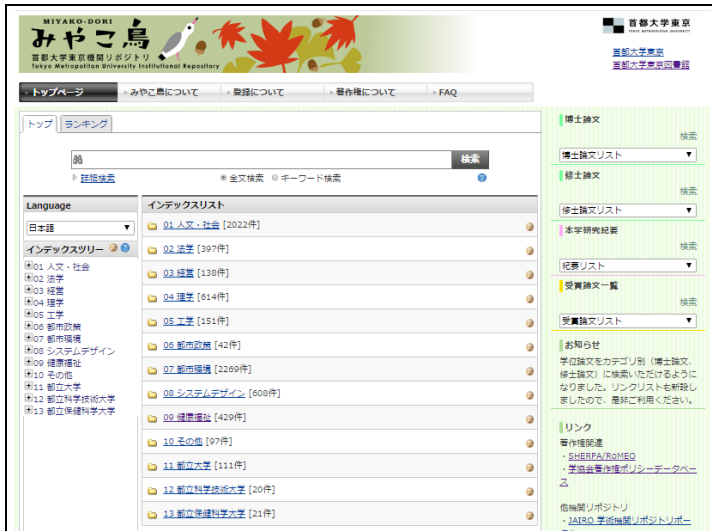 MIYAKO-DORI
みやこ鳥
首都大学東京機関リポジトリ
Tokyo Metropolitan University Institutional Repository
首都大学東京
TOKYO METROPOLITAN UNIVERSITY
首都大学東京
首都大学東京図書館
トップページ
みやこ鳥について
登録について
著作権について
FAQ
トップ ランキング
検索
詳細検索
全文検索 キーワード検索
Language
日本語
インデックスツリー
01 人文・社会
02 法学
03 経営
04 理学
05 工学
06 都市政策
07 都市環境
08 システムデザイン
09 健康福祉
10 その他
11 都立大学
12 都立科学技術大学
13 都立保健科学大学
インデックスリスト
01 人文・社会 [2022件]
02 法学 [397件]
03 経営 [138件]
04 理学 [614件]
05 工学 [151件]
06 都市政策 [42件]
07 都市環境 [2269件]
08 システムデザイン [608件]
09 健康福祉 [429件]
10 その他 [97件]
11 都立大学 [111件]
12 都立科学技術大学 [20件]
13 都立保健科学大学 [21件]
博士論文
検索
博士論文リスト
修士論文
検索
修士論文リスト
本学研究紀要
検索
紀要リスト
受賞論文一覧
検索
受賞論文リスト
お知らせ
学位論文をカテゴリ別（博士論文、
修士論文）に検索いただけるように
なりました。リンクリストも新設し
ましたので、是非ご利用ください。
リンク
著作権関連
・SHERPA/RoMEO
・学協会著作権ポリシーデータベー
ス
他機関リポジトリ
・JAIRO 学術機関リポジトリポー